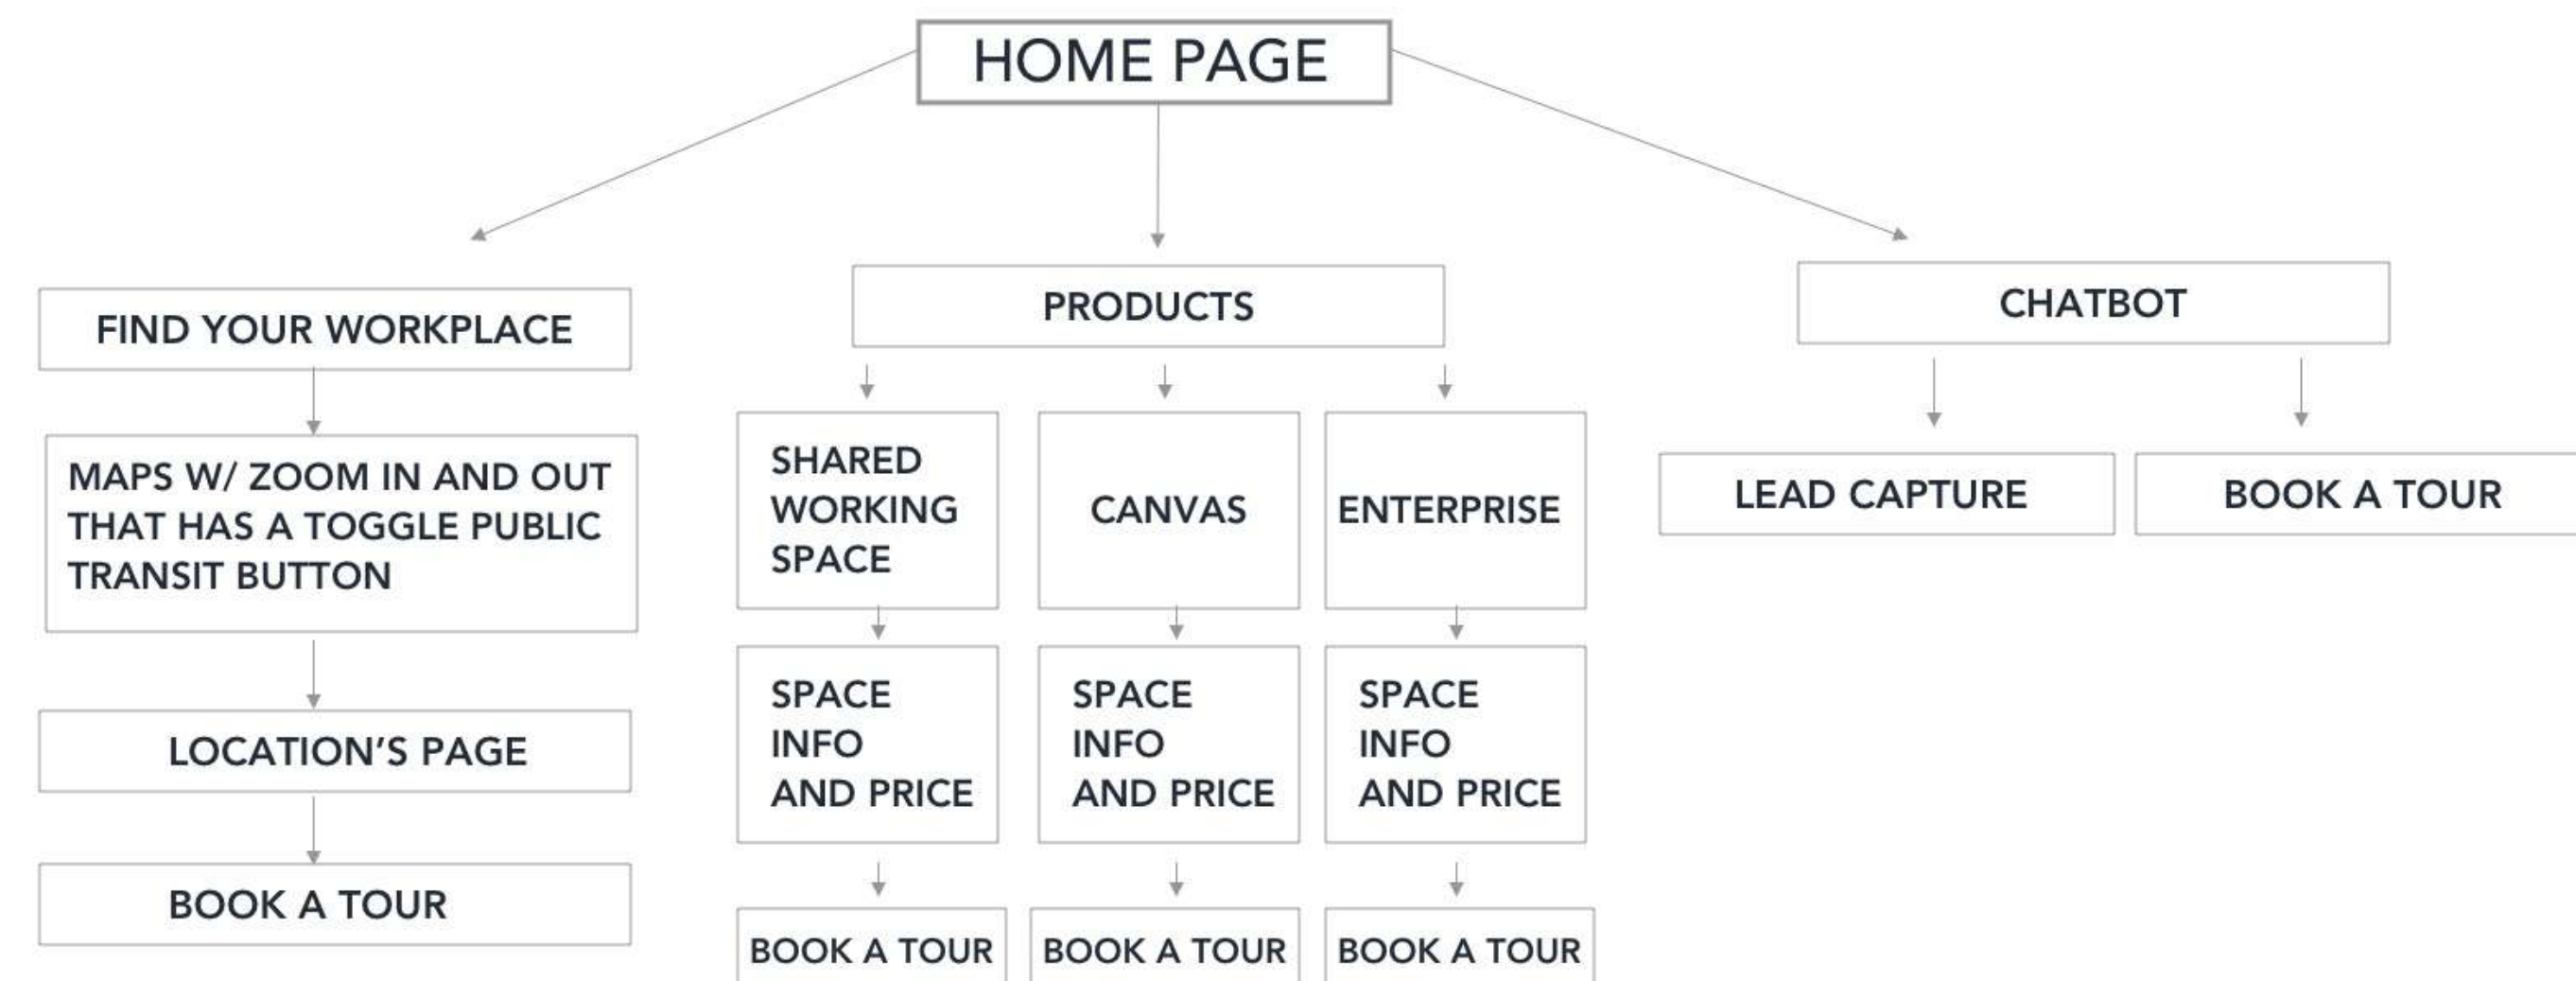 HOME PAGE
FIND YOUR WORKPLACE
MAPS W/ ZOOM IN AND OUT
THAT HAS A TOGGLE PUBLIC
TRANSIT BUTTON
LOCATION’S PAGE
BOOK A TOUR
PRODUCTS
SHARED
WORKING
SPACE
SPACE
INFO
AND PRICE
BOOK A TOUR
CANVAS
SPACE
INFO
AND PRICE
BOOK A TOUR
ENTERPRISE
SPACE
INFO
AND PRICE
BOOK A TOUR
CHATBOT
LEAD CAPTURE
BOOK A TOUR